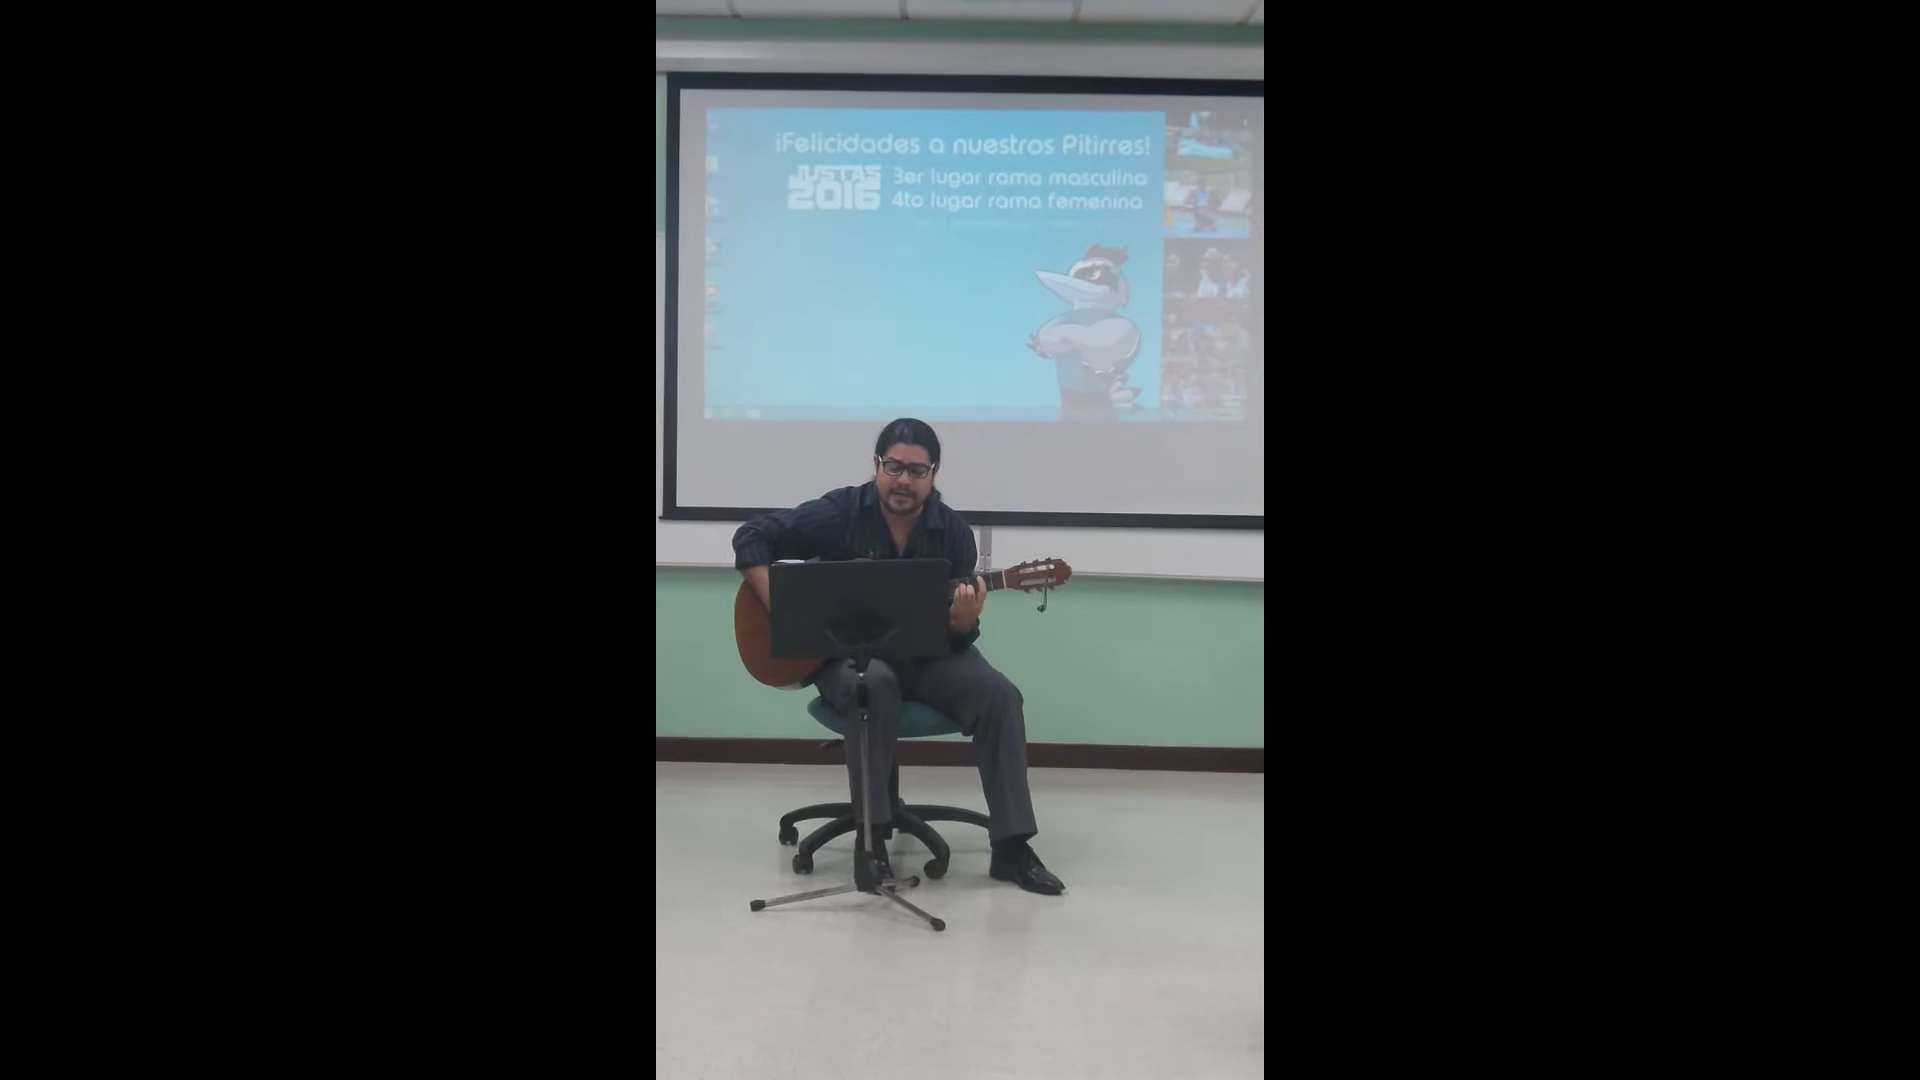 ¡Felicidades a nuestros Pitirres!
JUSTAS
2016
3er lugar rama masculina
4to lugar rama femenina